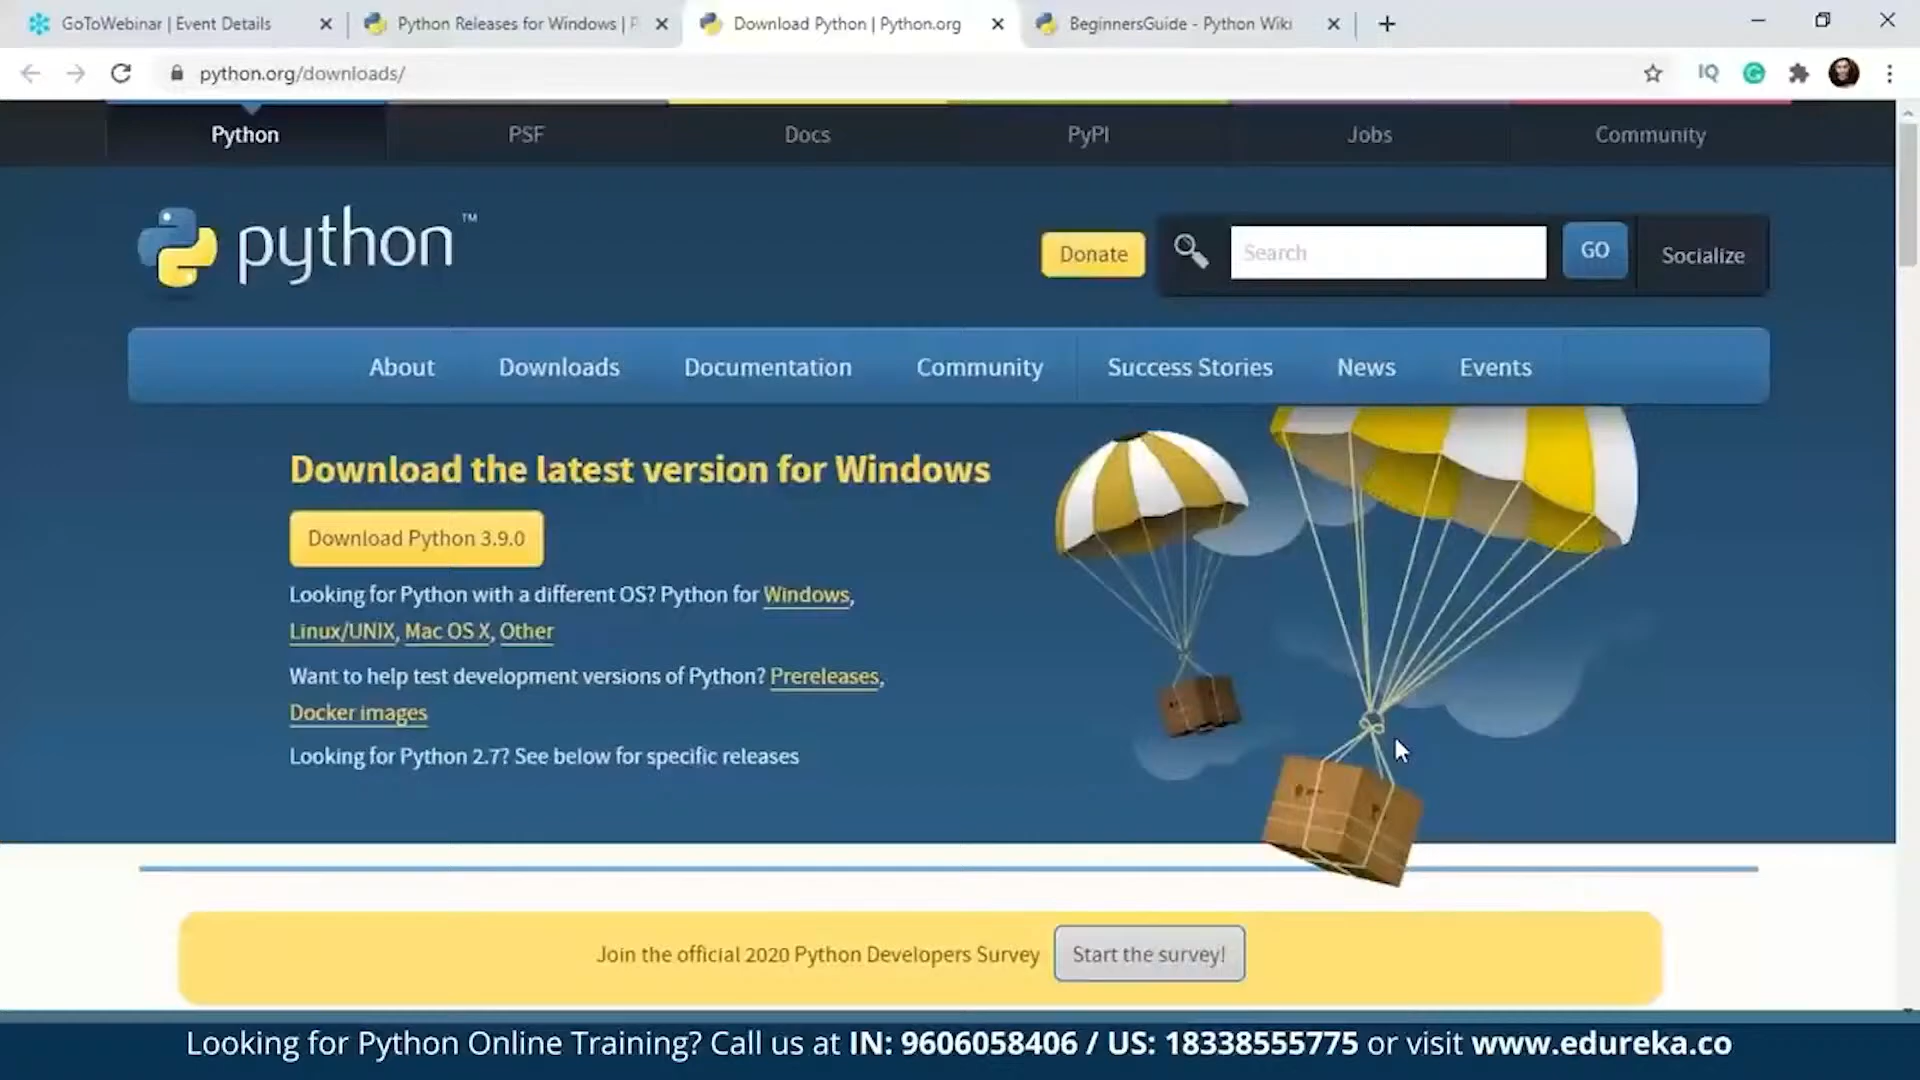 GoToWebinar | Event Details
Python Releases for Windows | P
Download Python | Python.org
BeginnersGuide - Python Wiki
python.org/downloads/
IQ
Python
PSF
Docs
PyPI
Jobs
Community
python™
Donate
Search
GO
Socialize
About
Downloads
Documentation
Community
Success Stories
News
Events
Download the latest version for Windows
Download Python 3.9.0
Looking for Python with a different OS? Python for Windows,
Linux/UNIX, Mac OS X, Other
Want to help test development versions of Python? Prereleases,
Docker images
Looking for Python 2.7? See below for specific releases
Join the official 2020 Python Developers Survey
Start the survey!
Looking for Python Online Training? Call us at IN: 9606058406 / US: 18338555775 or visit www.edureka.co